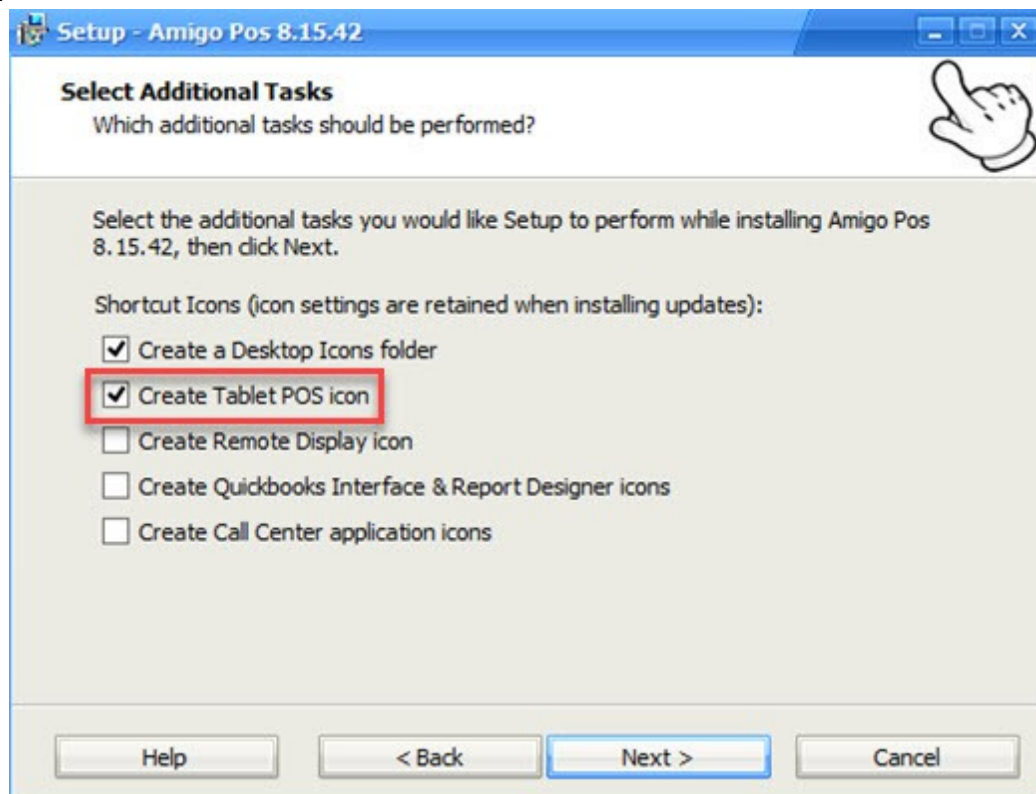 Setup - Amigo Pos 8.15.42
Select Additional Tasks
Which additional tasks should be performed?
Select the additional tasks you would like Setup to perform while installing Amigo Pos
8.15.42, then click Next.
Shortcut Icons (icon settings are retained when installing updates):
Create a Desktop Icons folder
Create Tablet POS icon
Create Remote Display icon
Create Quickbooks Interface & Report Designer icons
Create Call Center application icons
Help
< Back
Next >
Cancel